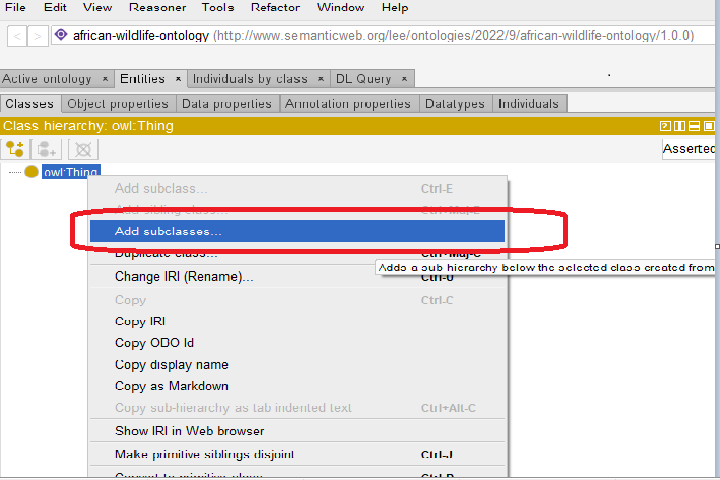 File Edit View Reasoner Tools Refactor Window Help
< > african-wildlife-ontology (http://www.semanticweb.org/lee/ontologies/2022/9/african-wildlife-ontology/1.0.0)
Active ontology × Entities × Individuals by class × DL Query ×
Classes Object properties Data properties Annotation properties Datatypes Individuals
Class hierarchy: owl:Thing
Asserted
owl:Thing
Add subclass... Ctrl-E
Add sibling class...
Add subclasses...
Duplicate class...
Adds a sub hierarchy below the selected class created from
Change IRI (Rename)... Ctrl-U
Copy Ctrl-C
Copy IRI
Copy OBO Id
Copy display name
Copy as Markdown
Copy sub-hierarchy as tab indented text Ctrl+Alt-C
Show IRI in Web browser
Make primitive siblings disjoint Ctrl-J
Convert to primitive class